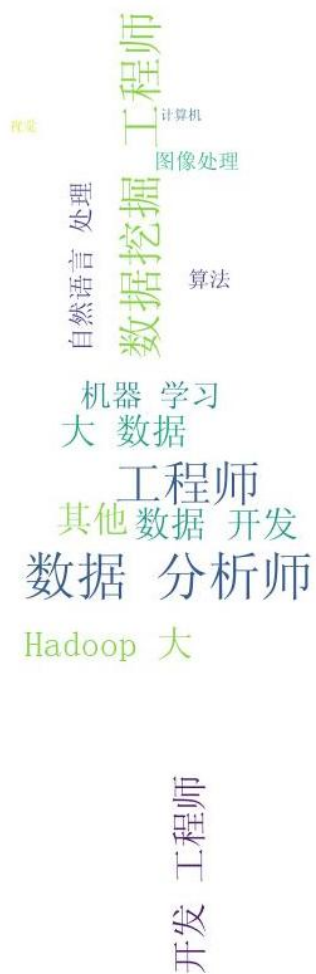 数据挖掘 工程师
计算机
视觉
图像处理
自然语言 处理
算法
机器 学习
大 数据
工程师
其他
数据 开发
数据 分析师
Hadoop 大
开发 工程师